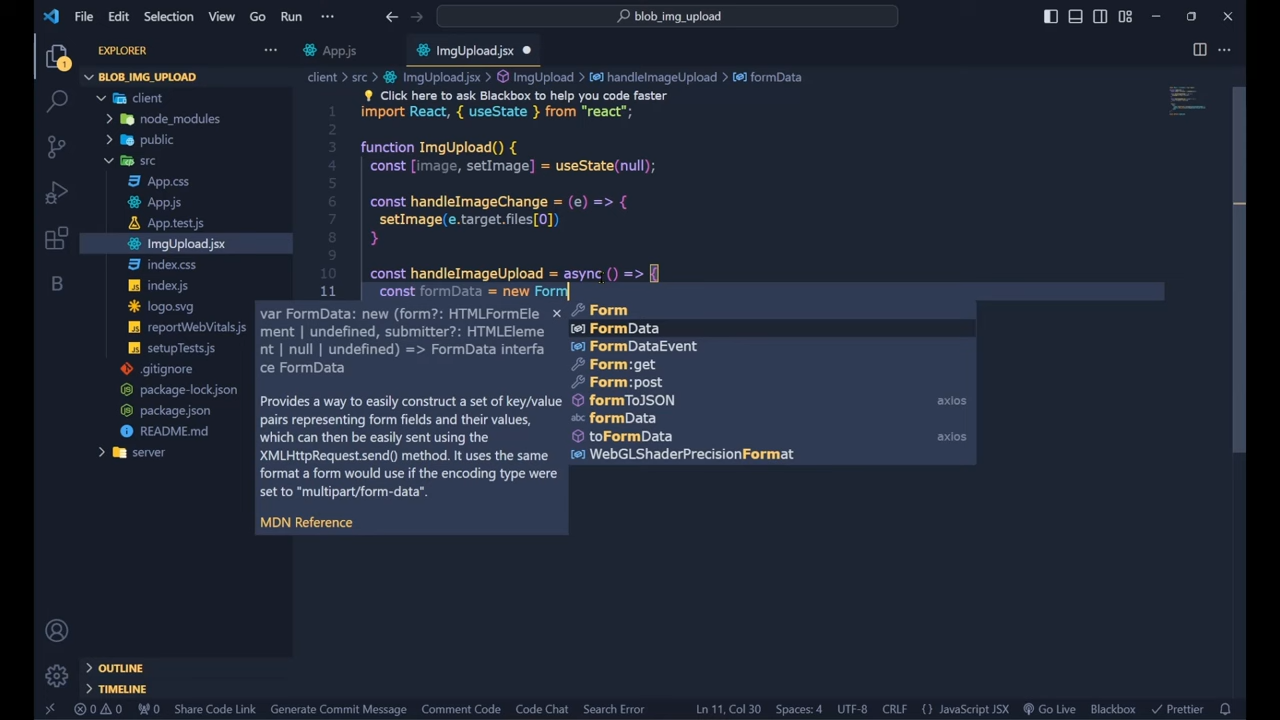 File Edit Selection View Go Run ··· blob_img_upload
EXPLORER ···
App.js
ImgUpload.jsx
1
BLOB_IMG_UPLOAD
client
node_modules
public
src
App.css
App.js
App.test.js
ImgUpload.jsx
index.css
index.js
logo.svg
reportWebVitals.js
setupTests.js
.gitignore
package-lock.json
package.json
README.md
server
B
OUTLINE
TIMELINE
client > src > ImgUpload.jsx > ImgUpload > handleImageUpload > formData
Click here to ask Blackbox to help you code faster
1 import React, { useState } from "react";
2
3 function ImgUpload() {
4 const [image, setImage] = useState(null);
5
6 const handleImageChange = (e) => {
7 setImage(e.target.files[0])
8 }
9
10 const handleImageUpload = async () => {
11 const formData = new Form
var FormData: new (form?: HTMLFormEle
ment | undefined, submitter?: HTMLEleme
nt | null | undefined) => FormData interfa
ce FormData
Provides a way to easily construct a set of key/value
pairs representing form fields and their values,
which can then be easily sent using the
XMLHttpRequest.send() method. It uses the same
format a form would use if the encoding type were
set to "multipart/form-data".
MDN Reference
Form
FormData
FormDataEvent
Form:get
Form:post
formToJSON axios
abc formData
toFormData axios
WebGLShaderPrecisionFormat
0 0 0 Share Code Link Generate Commit Message Comment Code Chat Code Search Error Ln 11, Col 30 Spaces: 4 UTF-8 CRLF {} JavaScript JSX Go Live Blackbox Prettier